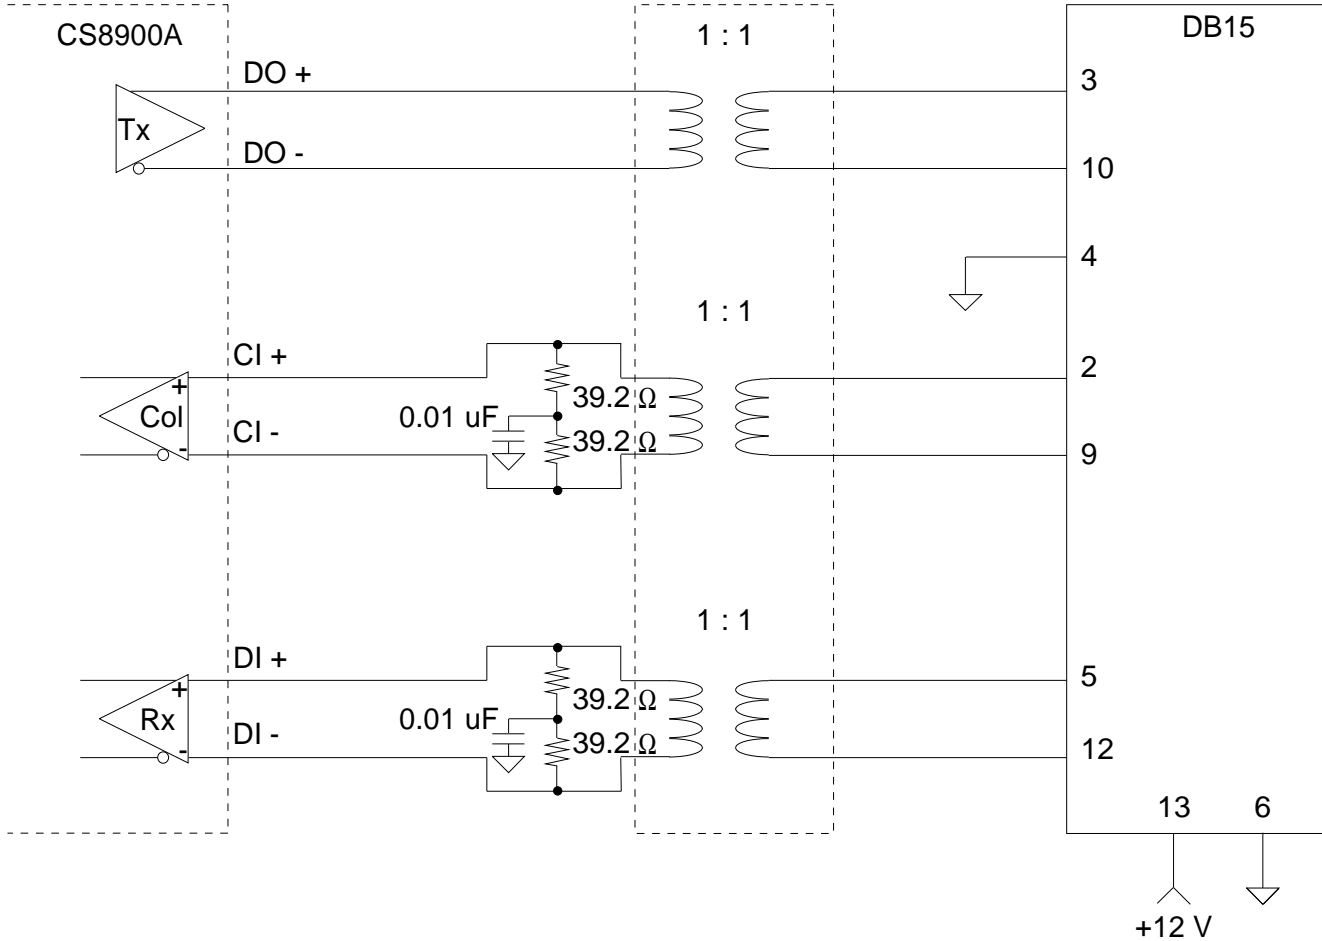 CS8900A
1 : 1
DB15
DO +
3
Tx
DO -
10
4
1 : 1
CI +
2
+
39.2 Ω
Col
0.01 uF
CI -
39.2 Ω
-
9
1 : 1
DI +
5
+
39.2 Ω
Rx
0.01 uF
DI -
39.2 Ω
-
12
13
6
+12 V